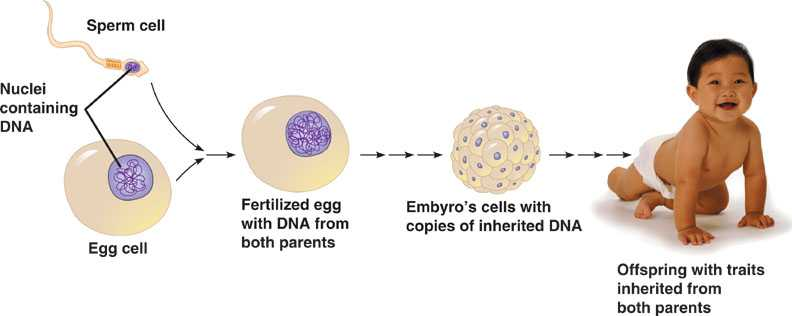 Sperm cell
Nuclei
containing
DNA
Egg cell
Fertilized egg
with DNA from
both parents
Embyro's cells with
copies of inherited DNA
Offspring with traits
inherited from
both parents